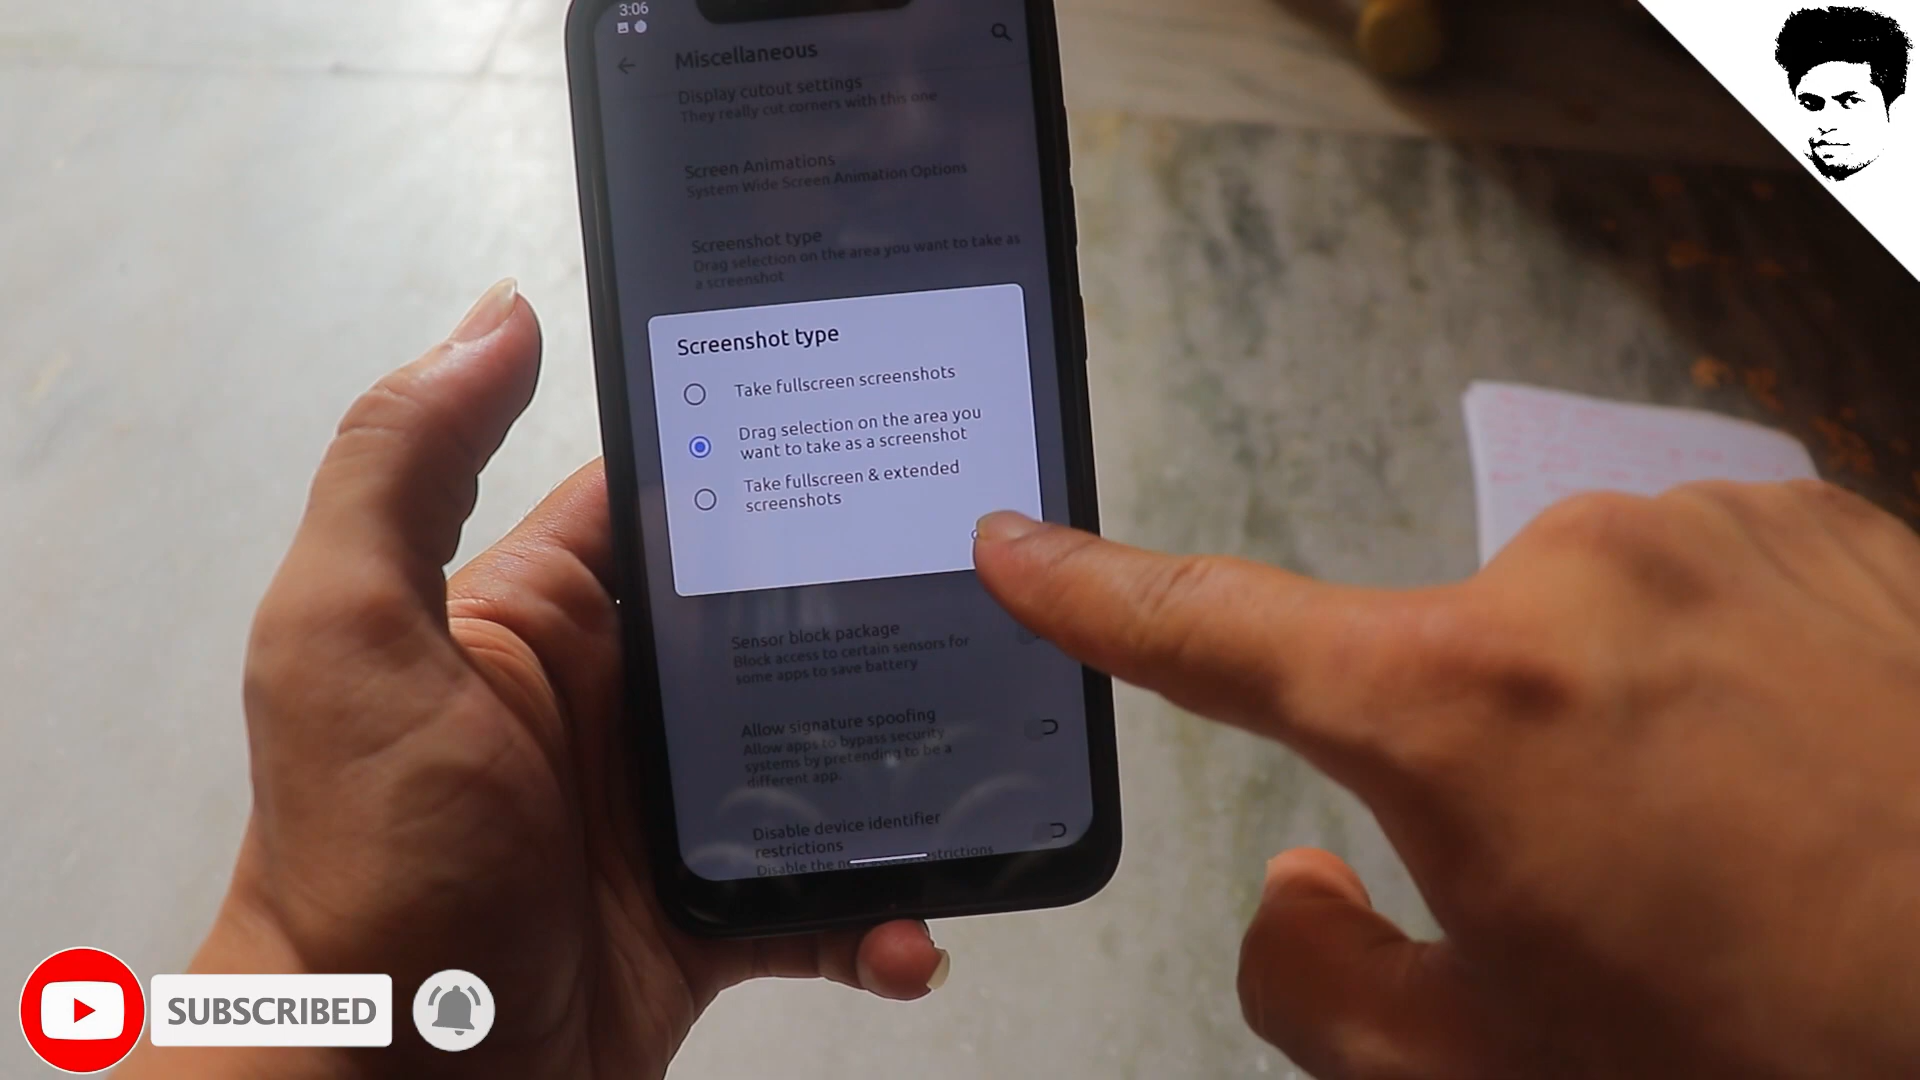 3:06
Miscellaneous
Display cutout settings
They really cut corners with this one
Screen Animations
System Wide Screen Animation Options
Screenshot type
Drag selection on the area you want to take as
a screenshot
Screenshot type
Take fullscreen screenshots
Drag selection on the area you
want to take as a screenshot
Take fullscreen & extended
screenshots
Sensor block package
Block access to certain sensors for
some apps to save battery
Allow signature spoofing
Allow apps to bypass security
systems by pretending to be a
different app.
Disable device identifier
restrictions
Disable the restrictions
SUBSCRIBED